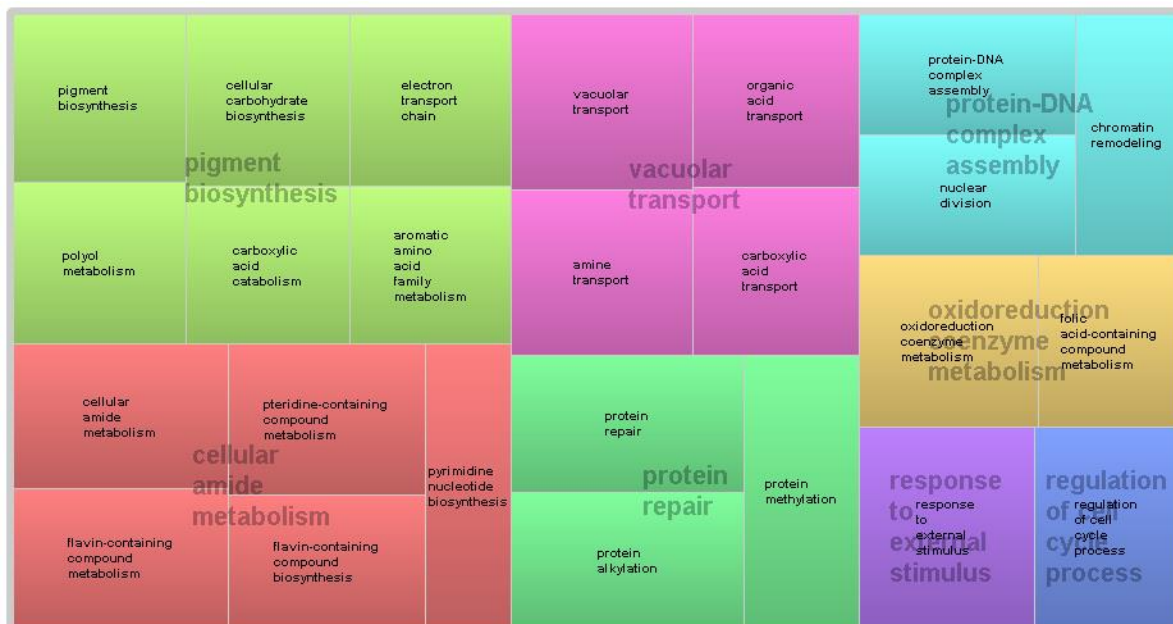 pigment
biosynthesis
cellular
carbohydrate
biosynthesis
electron
transport
chain
pigment
biosynthesis
polyol
metabolism
carboxylic
acid
catabolism
aromatic
amino
acid
family
metabolism
vacuolar
transport
organic
acid
transport
vacuolar
transport
amine
transport
carboxylic
acid
transport
protein-DNA
complex
assembly
protein-DNA
complex
assembly
chromatin
remodeling
nuclear
division
oxidoreduction
coenzyme
metabolism
oxidoreduction
coenzyme
metabolism
folic
acid-containing
compound
metabolism
cellular
amide
metabolism
pteridine-containing
compound
metabolism
cellular
amide
metabolism
pyrimidine
nucleotide
biosynthesis
flavin-containing
compound
metabolism
flavin-containing
compound
biosynthesis
protein
repair
protein
repair
protein
methylation
protein
alkylation
response
to
external
stimulus
response
to
external
stimulus
regulation
of cell
cycle
process
regulation
of cell
cycle
process